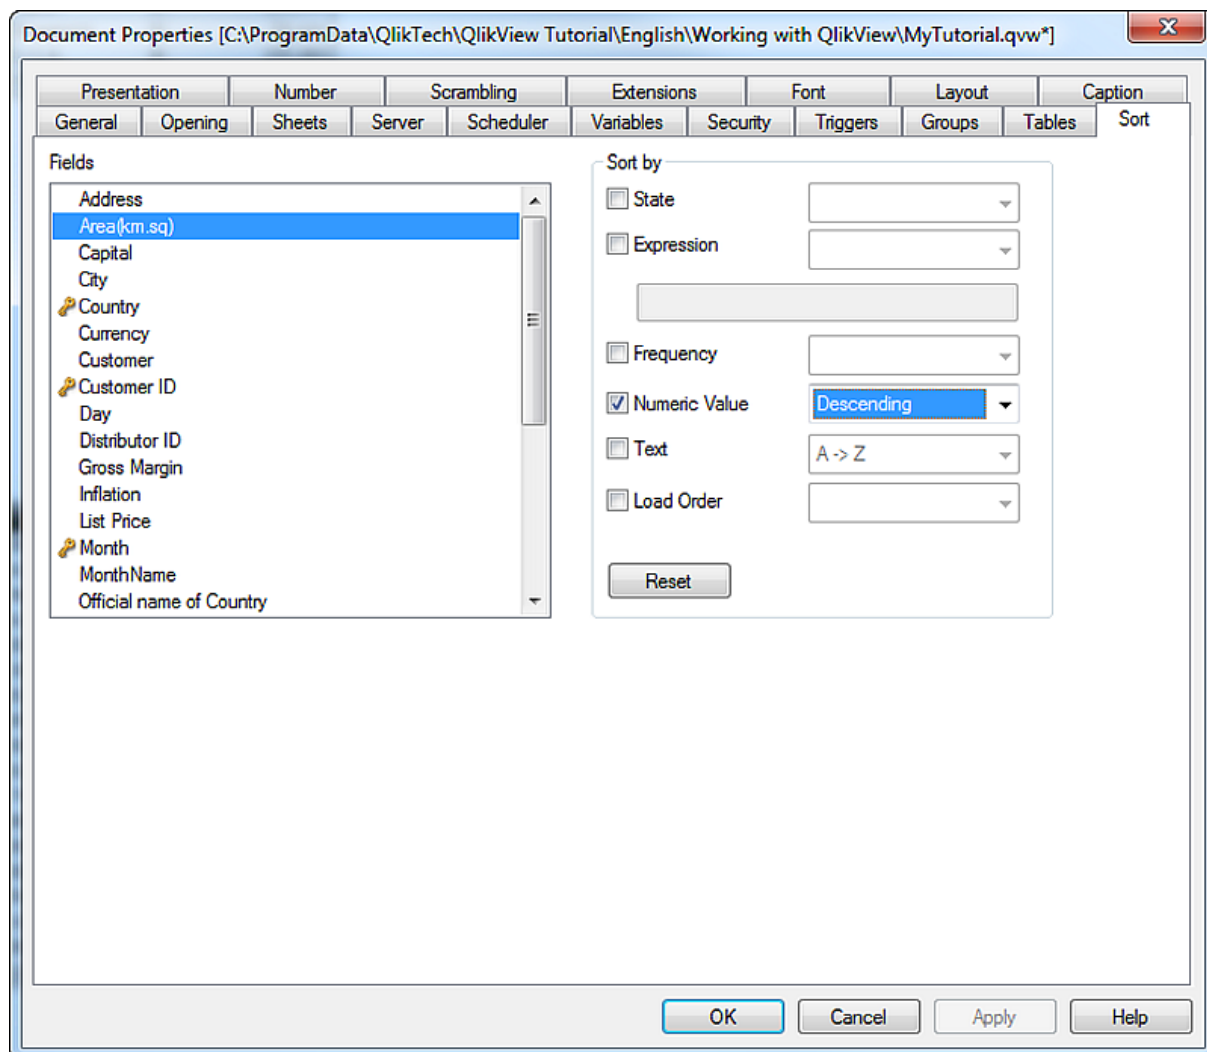 Document Properties [C:\ProgramData\QlikTech\QlikView Tutorial\English\Working with QlikView\MyTutorial.qvw*]
Presentation Number Scrambling Extensions Font Layout Caption
General Opening Sheets Server Scheduler Variables Security Triggers Groups Tables Sort
Fields
Address
Area(km.sq)
Capital
City
Country
Currency
Customer
Customer ID
Day
Distributor ID
Gross Margin
Inflation
List Price
Month
MonthName
Official name of Country
Sort by
State
Expression
Frequency
Numeric Value Descending
Text A -> Z
Load Order
Reset
OK Cancel Apply Help